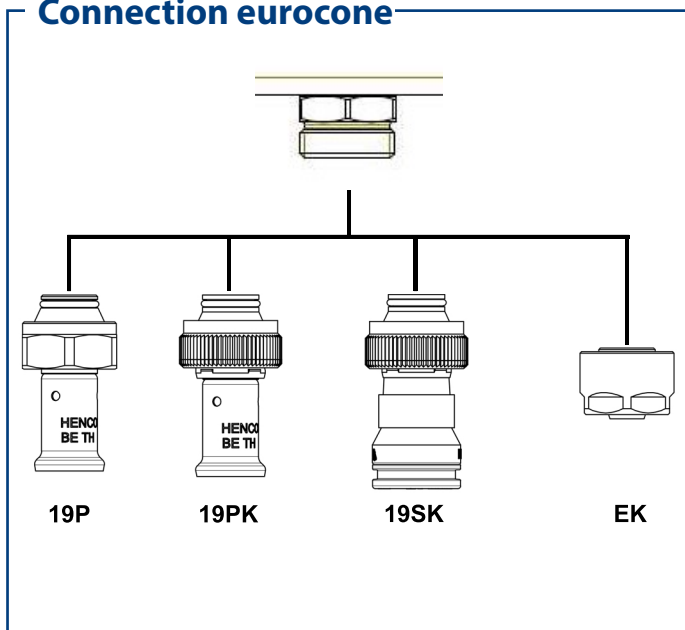 Connection eurocone
HENCO
BE TH
HENCO
BE TH
19P
19PK
19SK
EK